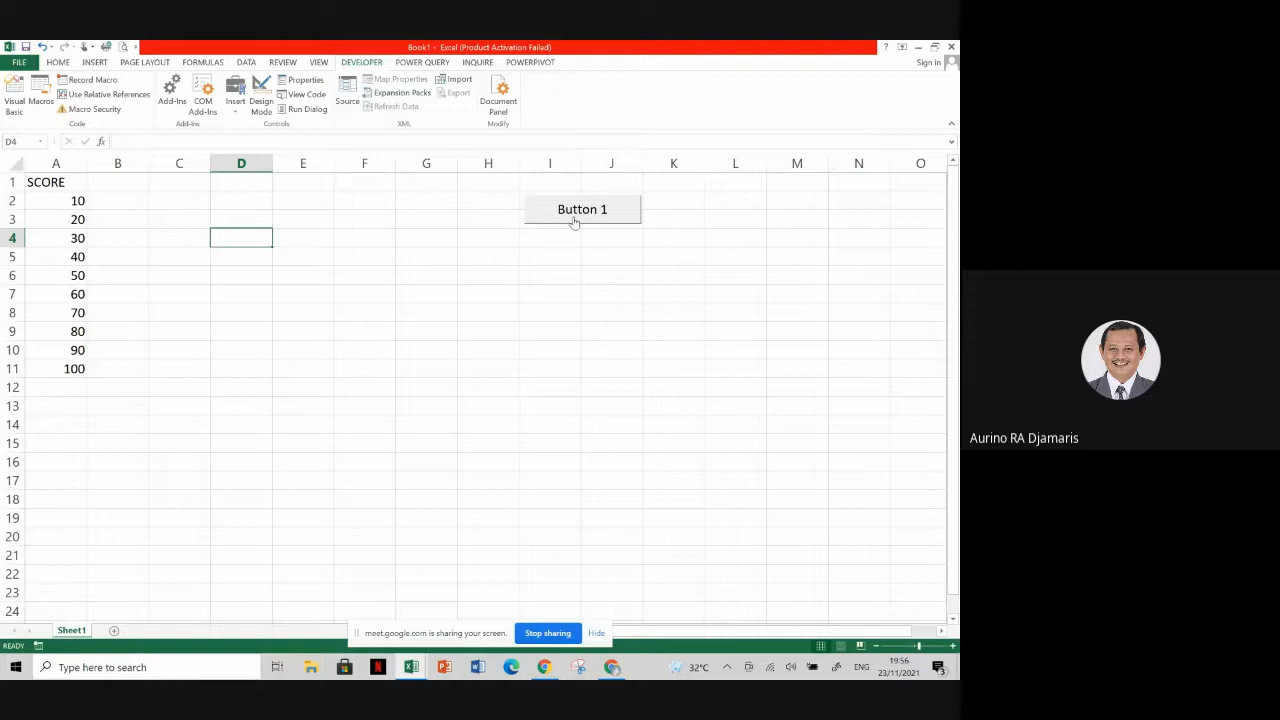 Book1 - Excel (Product Activation Failed)
FILE HOME INSERT PAGE LAYOUT FORMULAS DATA REVIEW VIEW DEVELOPER POWER QUERY INQUIRE POWERPIVOT Sign in
Visual Basic
Macros
Record Macro
Use Relative References
Macro Security
Code
Add-Ins
COM Add-Ins
Add-Ins
Insert
Design Mode
Properties
View Code
Run Dialog
Controls
Source
Map Properties
Expansion Packs
Refresh Data
Import
Export
XML
Document Panel
Modify
D4
fx
A B C D E F G H I J K L M N O
1 SCORE
2 10
Button 1
3 20
4 30
5 40
6 50
7 60
8 70
9 80
10 90
11 100
12
13
14
15
16
17
18
19
20
21
22
23
24
Sheet1
meet.google.com is sharing your screen. Stop sharing Hide
READY
Type here to search
32°C
ENG
19:56
23/11/2021
3
Aurino RA Djamaris